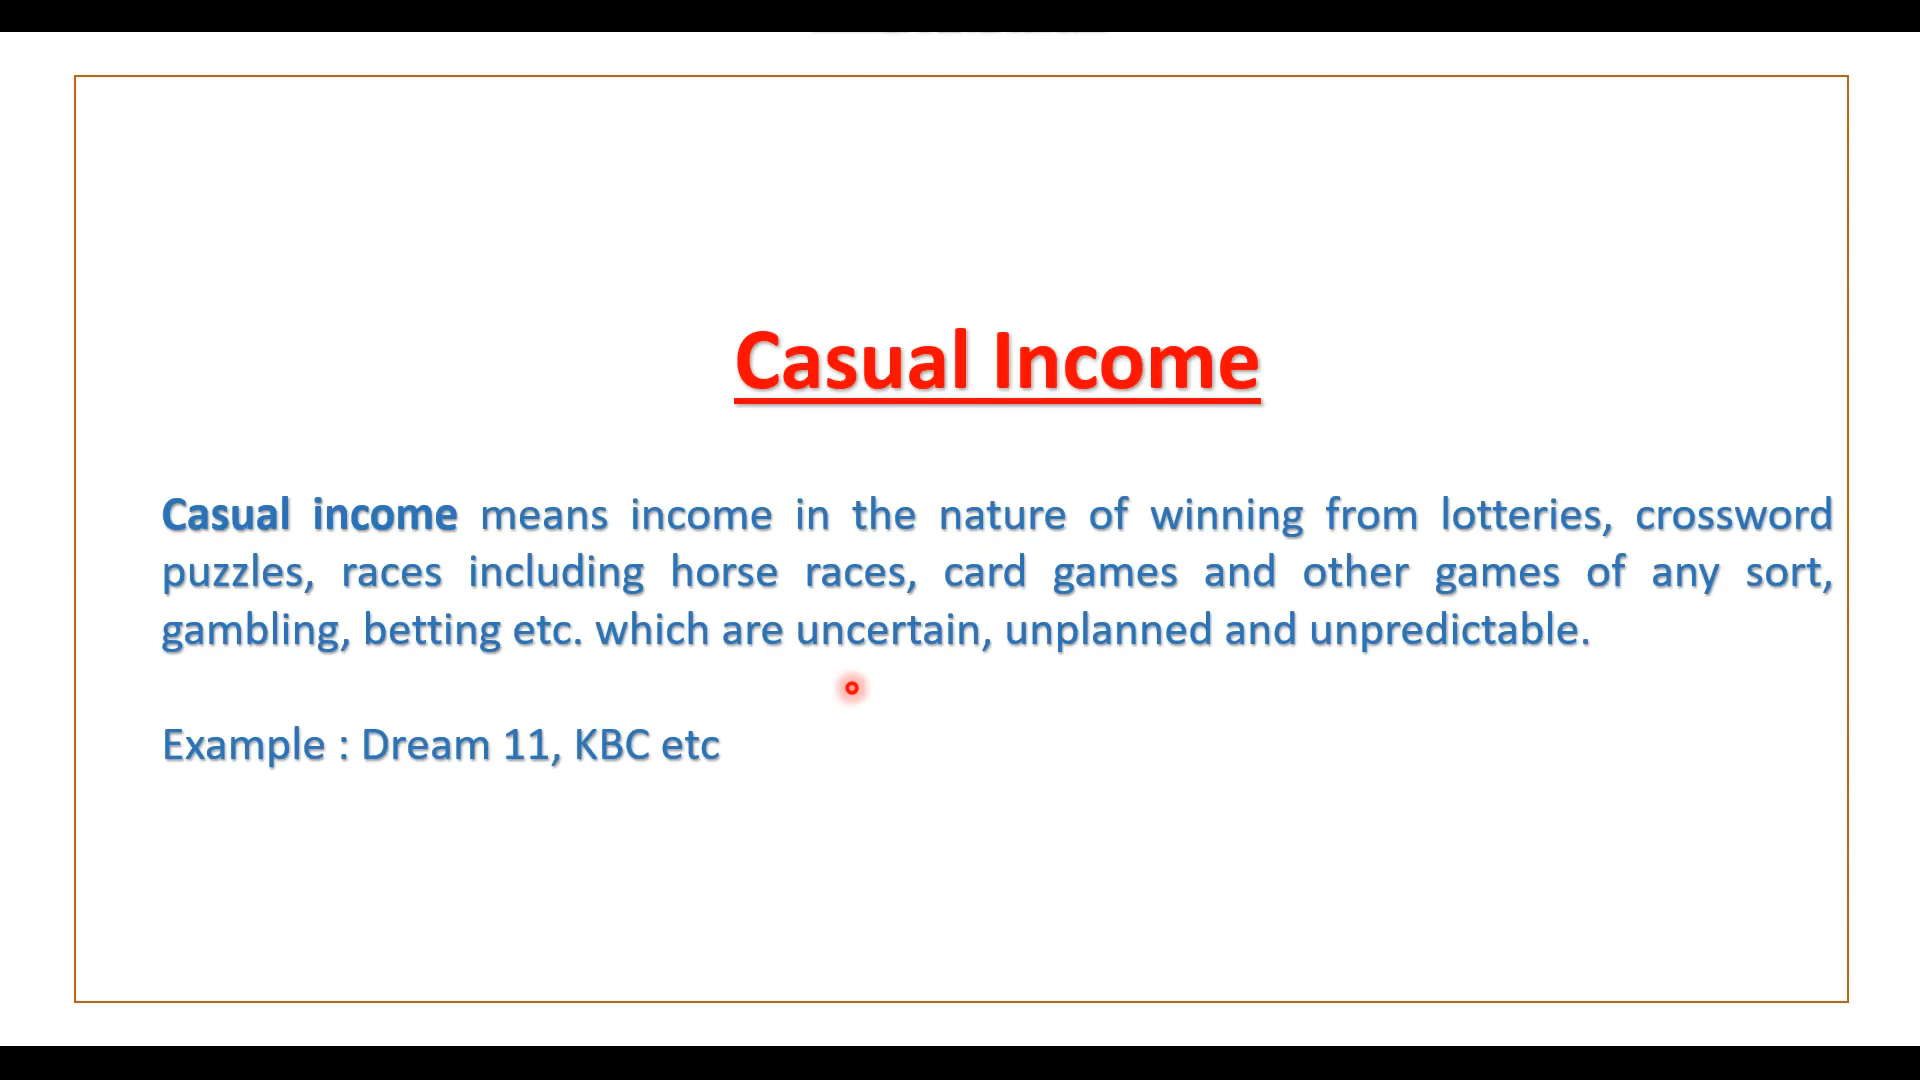 Casual Income
Casual income means income in the nature of winning from lotteries, crossword
puzzles, races including horse races, card games and other games of any sort,
gambling, betting etc. which are uncertain, unplanned and unpredictable.
Example : Dream 11, KBC etc